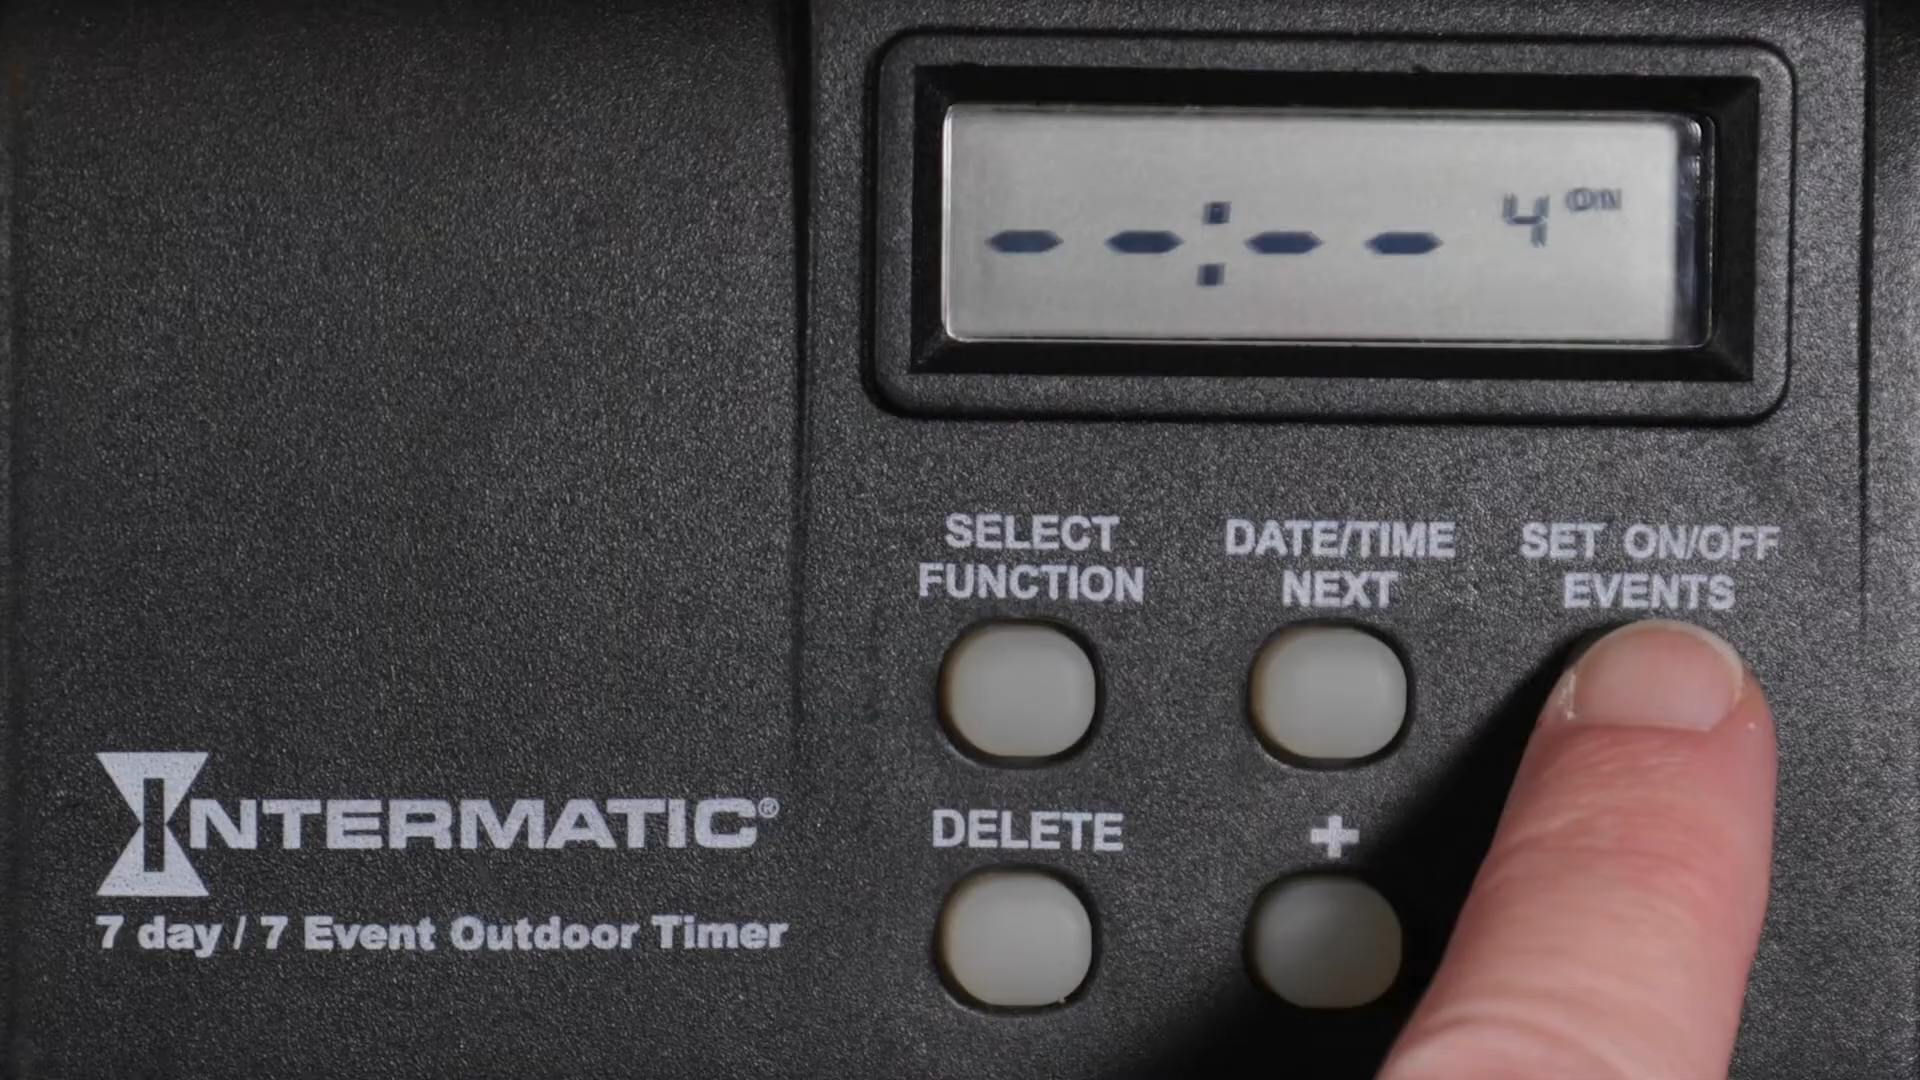 --:-- 4 ON
SELECT
FUNCTION
DATE/TIME
NEXT
SET ON/OFF
EVENTS
DELETE
+
INTERMATIC®
7 day / 7 Event Outdoor Timer